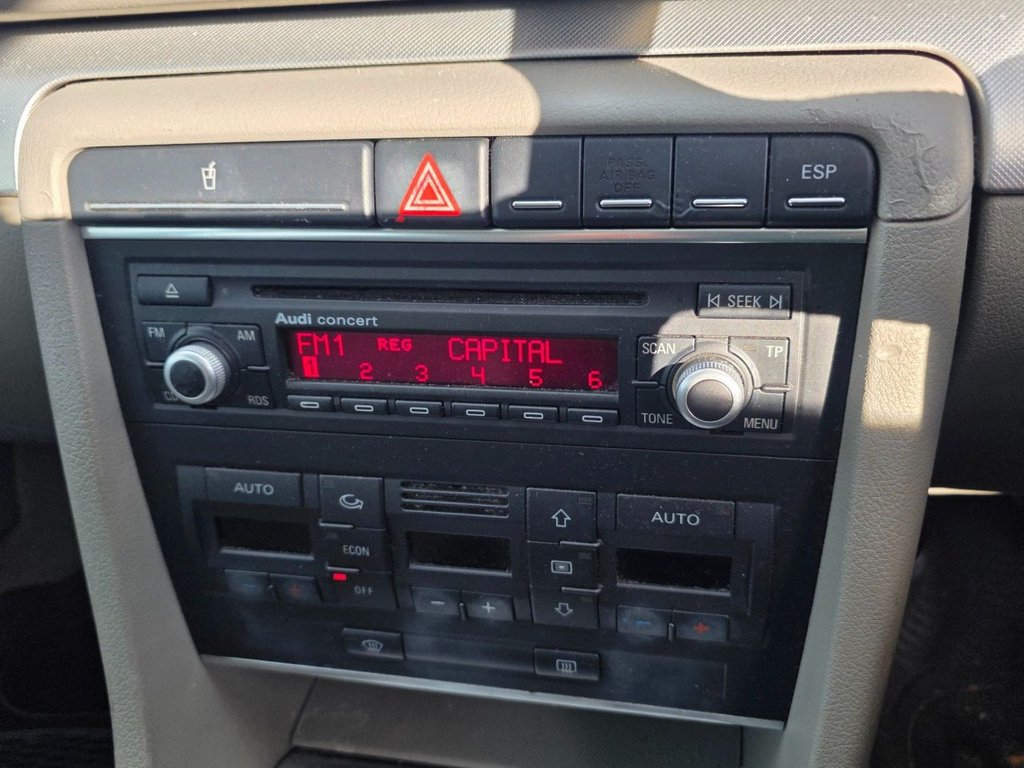 PASS.
AIR BAG
OFF
ESP
SEEK
Audi concert
FM AM
FM1 REG CAPITAL
SCAN TP
1 2 3 4 5 6
CD RDS
TONE MENU
AUTO
AUTO
ECON
OFF